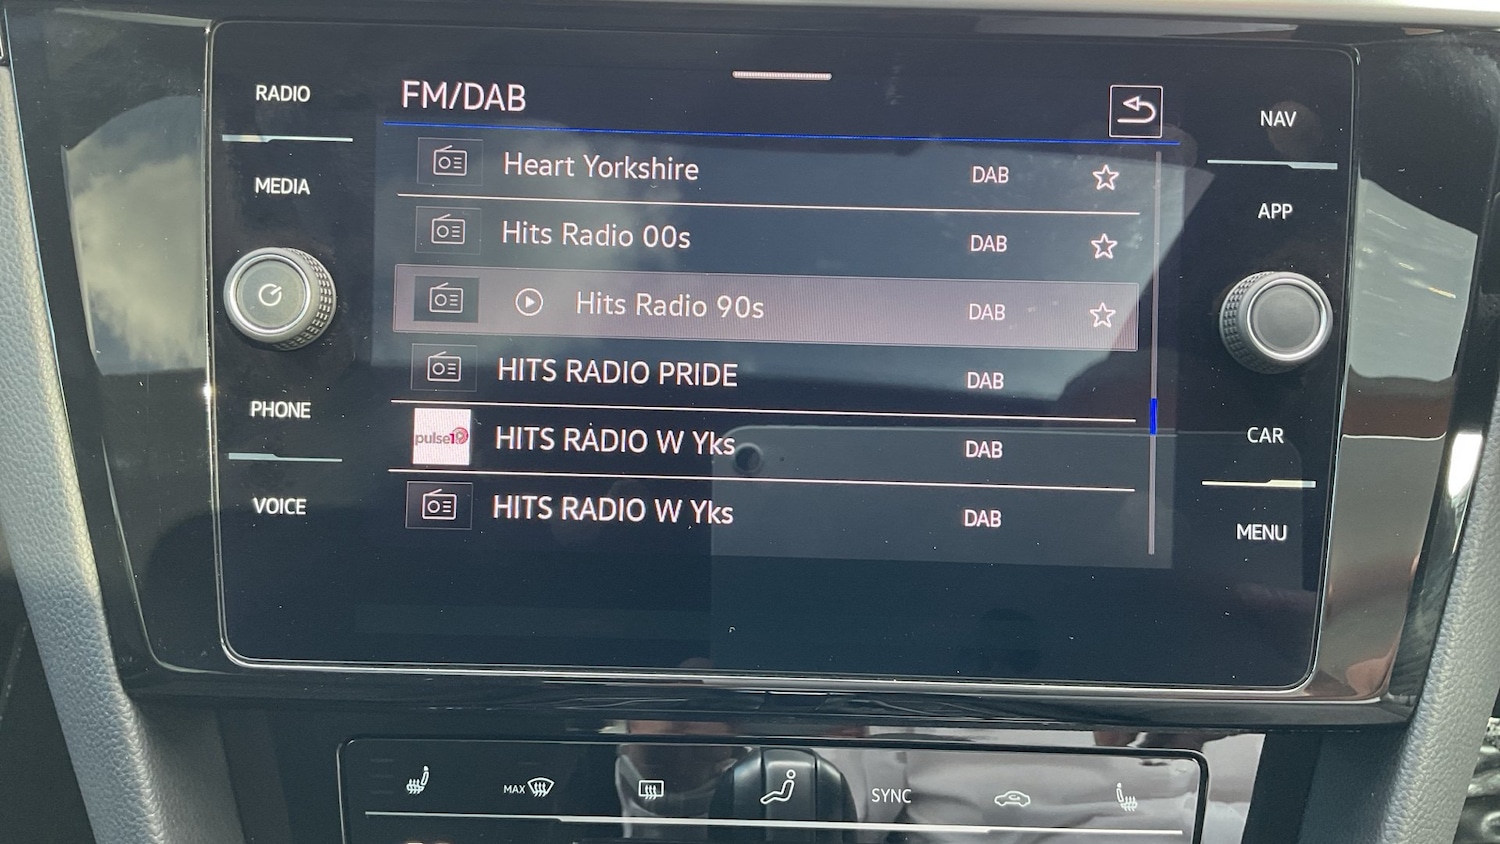 RADIO
MEDIA
PHONE
VOICE
FM/DAB
Heart Yorkshire DAB
Hits Radio 00s DAB
Hits Radio 90s DAB
HITS RADIO PRIDE DAB
pulse1
HITS RADIO W Yks DAB
HITS RADIO W Yks DAB
NAV
APP
CAR
MENU
MAX
SYNC